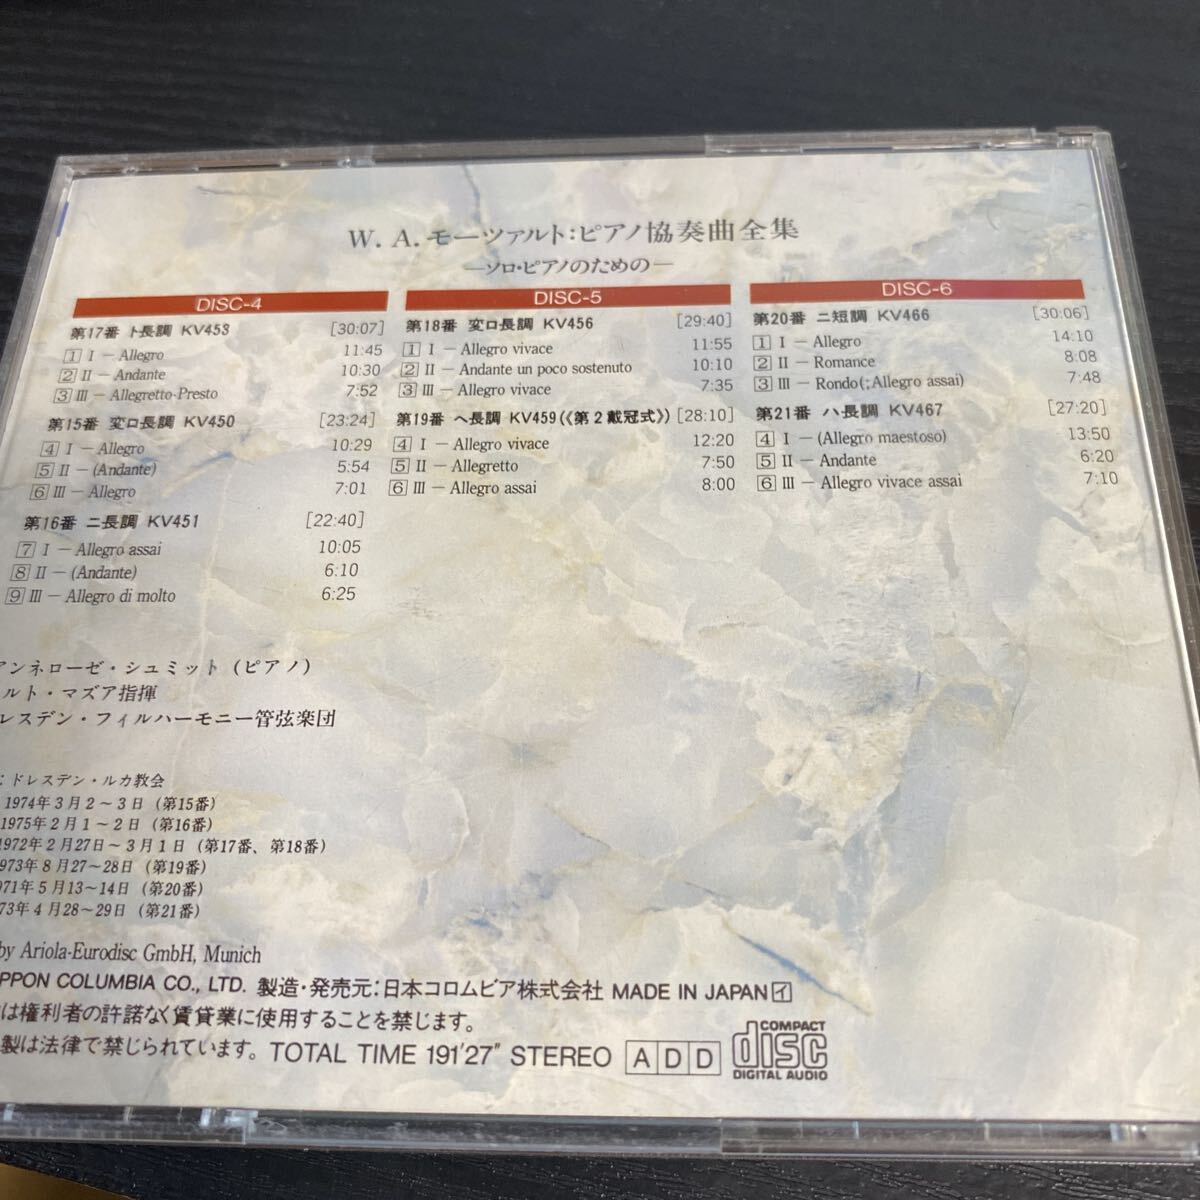 W. A. モーツァルト:ピアノ協奏曲全集
—ソロ・ピアノのための—
DISC-4
第17番 ト長調 KV453 [30:07]
1 I — Allegro 11:45
2 II — Andante 10:30
3 III — Allegretto-Presto 7:52
第15番 変ロ長調 KV450 [23:24]
4 I — Allegro 10:29
5 II — (Andante) 5:54
6 III — Allegro 7:01
第16番 ニ長調 KV451 [22:40]
7 I — Allegro assai 10:05
8 II — (Andante) 6:10
9 III — Allegro di molto 6:25
DISC-5
第18番 変ロ長調 KV456 [29:40]
1 I — Allegro vivace 11:55
2 II — Andante un poco sostenuto 10:10
3 III — Allegro vivace 7:35
第19番 ヘ長調 KV459(《第2戴冠式》) [28:10]
4 I — Allegro vivace 12:20
5 II — Allegretto 7:50
6 III — Allegro assai 8:00
DISC-6
第20番 ニ短調 KV466 [30:06]
1 I — Allegro 14:10
2 II — Romance 8:08
3 III — Rondo(;Allegro assai) 7:48
第21番 ハ長調 KV467 [27:20]
4 I — (Allegro maestoso) 13:50
5 II — Andante 6:20
6 III — Allegro vivace assai 7:10
アンネローゼ・シュミット(ピアノ)
ルト・マズア指揮
レスデン・フィルハーモニー管弦楽団
:ドレスデン・ルカ教会
1974年3月2〜3日(第15番)
1975年2月1〜2日(第16番)
1972年2月27日〜3月1日(第17番、第18番)
973年8月27〜28日(第19番)
971年5月13〜14日(第20番)
73年4月28〜29日(第21番)
by Ariola-Eurodisc GmbH, Munich
PPON COLUMBIA CO., LTD. 製造・発売元:日本コロムビア株式会社 MADE IN JAPAN イ
は権利者の許諾なく賃貸業に使用することを禁じます。
製は法律で禁じられています。TOTAL TIME 191'27" STEREO ADD COMPACT disc DIGITAL AUDIO